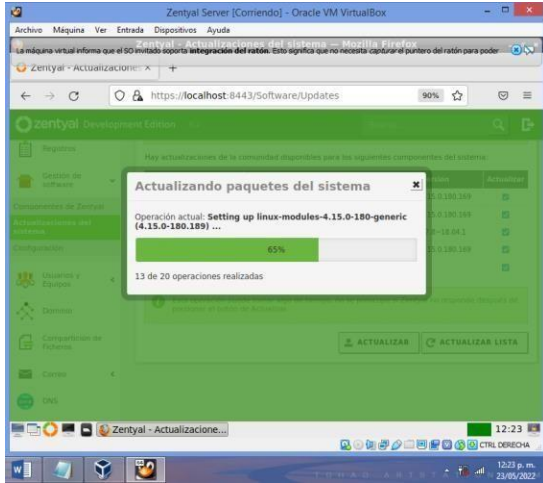 Zentyal Server [Corriendo] - Oracle VM VirtualBox
Archivo Máquina Ver Entrada Dispositivos Ayuda
Zentyal - Actualizaciones del sistema — Mozilla Firefox
La máquina virtual informa que el SO invitado soporta integración del ratón. Esto significa que no necesita capturar el puntero del ratón para poder
Zentyal - Actualizacione
https://localhost:8443/Software/Updates 90%
zentyal Development Edition
Registros
Hay actualizaciones de la comunidad disponibles para los siguientes componentes del sistema:
Gestión de
software
Actualizar
Componentes de Zentyal
Actualizaciones del
sistema
Configuración
Actualizando paquetes del sistema
Operación actual: Setting up linux-modules-4.15.0-180-generic
(4.15.0-180.189) ...
65%
13 de 20 operaciones realizadas
Usuarios y
Equipos
Dominio
Compartición de
Ficheros
ACTUALIZAR ACTUALIZAR LISTA
Correo
DNS
Zentyal - Actualizacione...
12:23
CTRL DERECHA
12:23 p. m.
23/05/2022